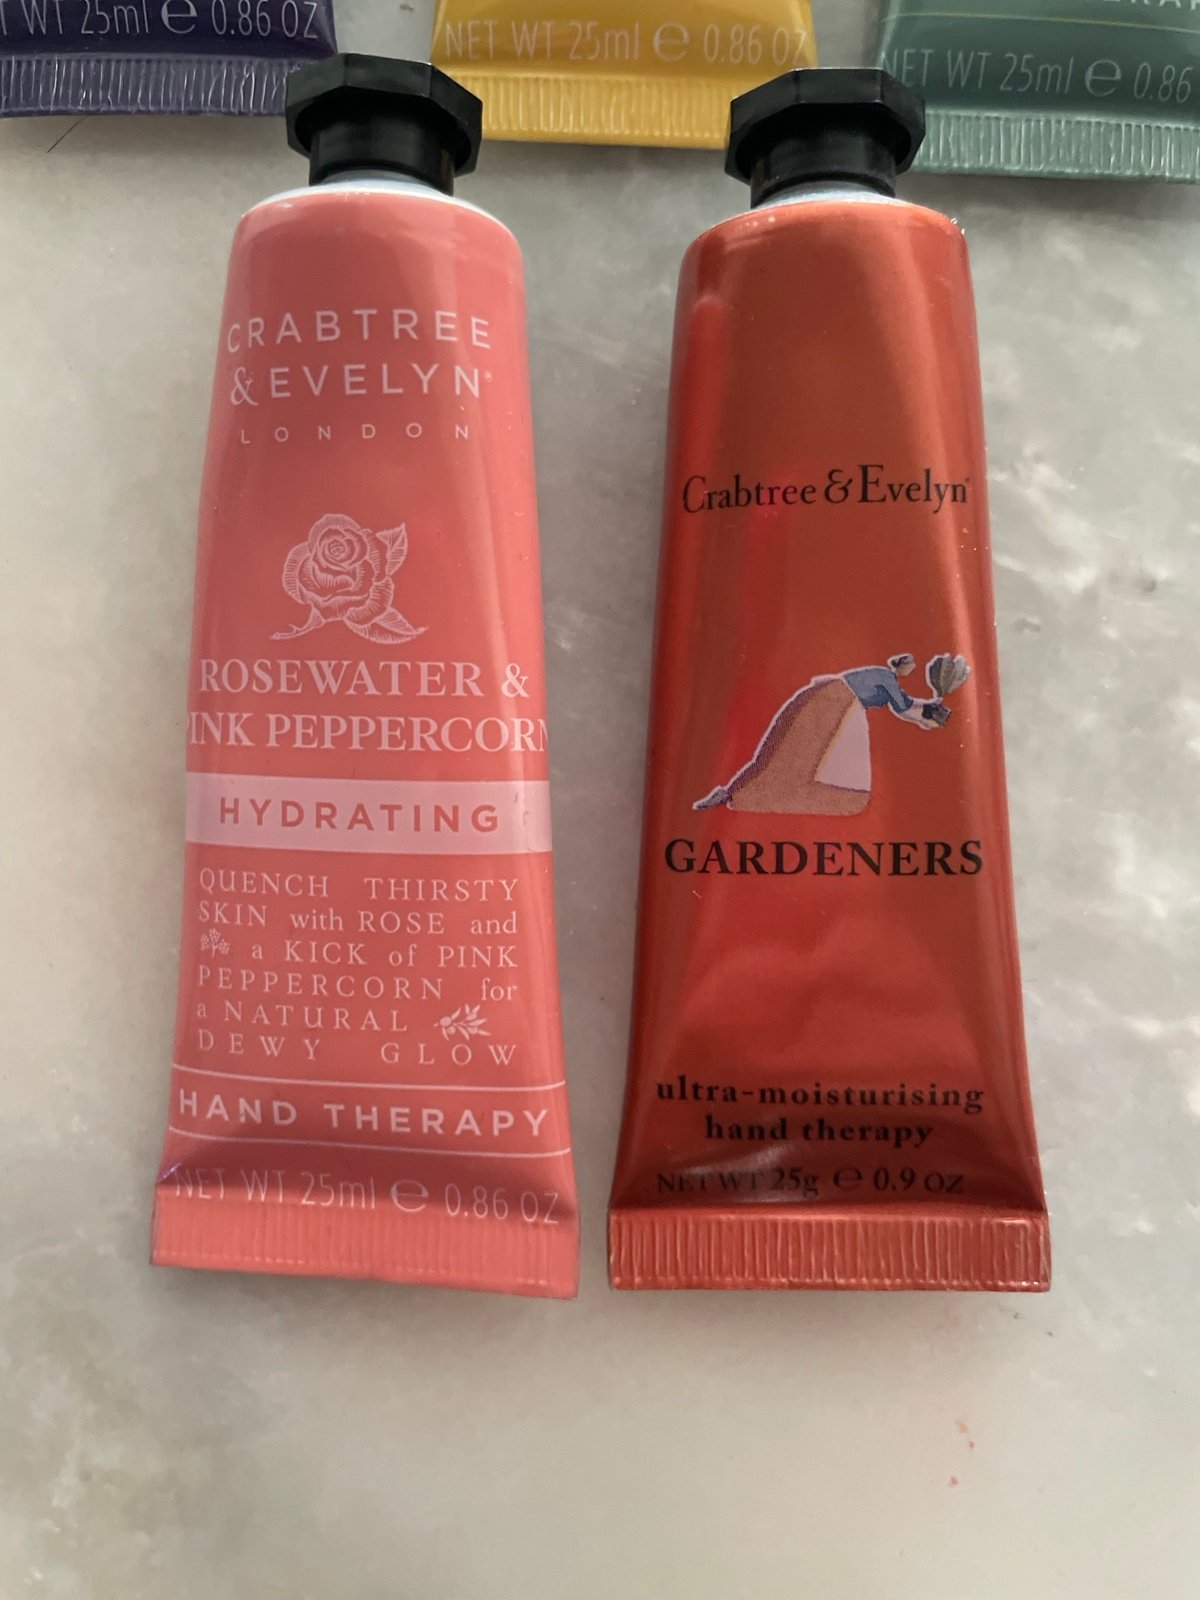 WT 25ml e 0.86 OZ
NET WT 25ml e 0.86 OZ
NET WT 25ml e 0.86
CRABTREE
& EVELYN®
LONDON
ROSEWATER &
PINK PEPPERCORN
HYDRATING
QUENCH THIRSTY
SKIN with ROSE and
a KICK of PINK
PEPPERCORN for
a NATURAL
DEWY GLOW
HAND THERAPY
NET WT 25ml e 0.86 OZ
Crabtree & Evelyn®
GARDENERS
ultra-moisturising
hand therapy
NET WT 25g e 0.9 OZ